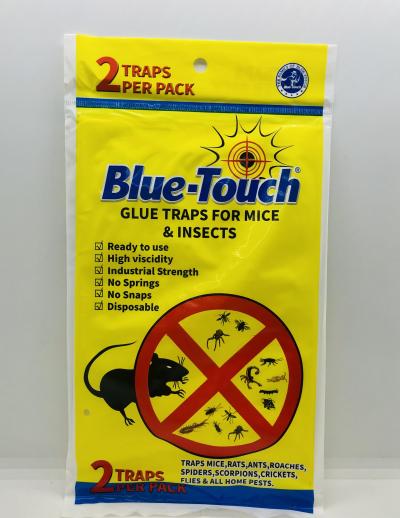 2 TRAPS
PER PACK
Blue-Touch®
GLUE TRAPS FOR MICE
& INSECTS
Ready to use
High viscidity
Industrial Strength
No Springs
No Snaps
Disposable
2 TRAPS
PER PACK
TRAPS MICE,RATS,ANTS,ROACHES,
SPIDERS,SCORPIONS,CRICKETS,
FLIES & ALL HOME PESTS.